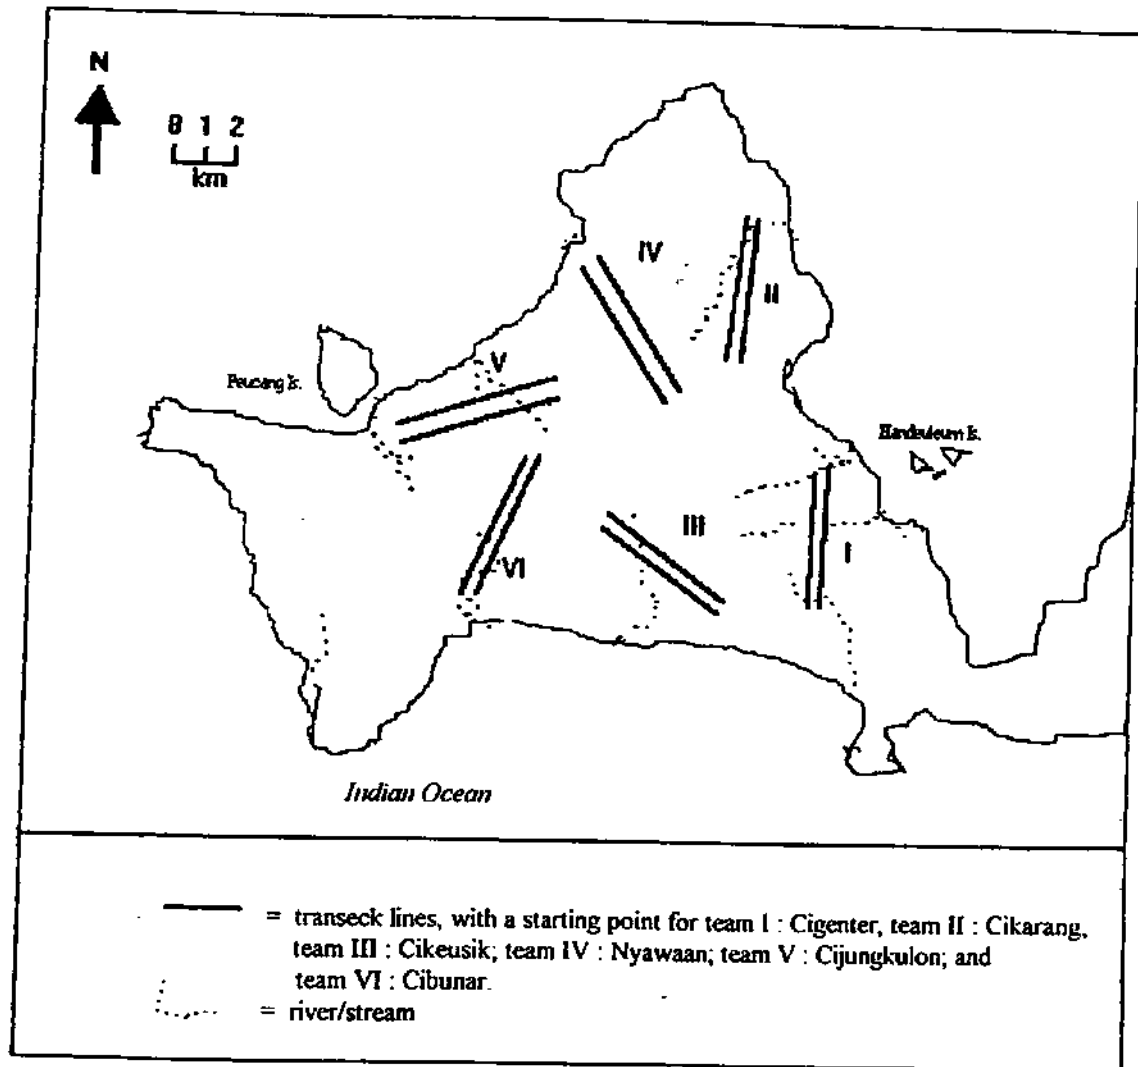 N
0 1 2
km
IV
II
V
Peucang Is.
Handeuleum Is.
III
I
VI
Indian Ocean
= transeck lines, with a starting point for team I : Cigenter, team II : Cikarang,
team III : Cikeusik; team IV : Nyawaan; team V : Cijungkulon; and
team VI : Cibunar.
= river/stream